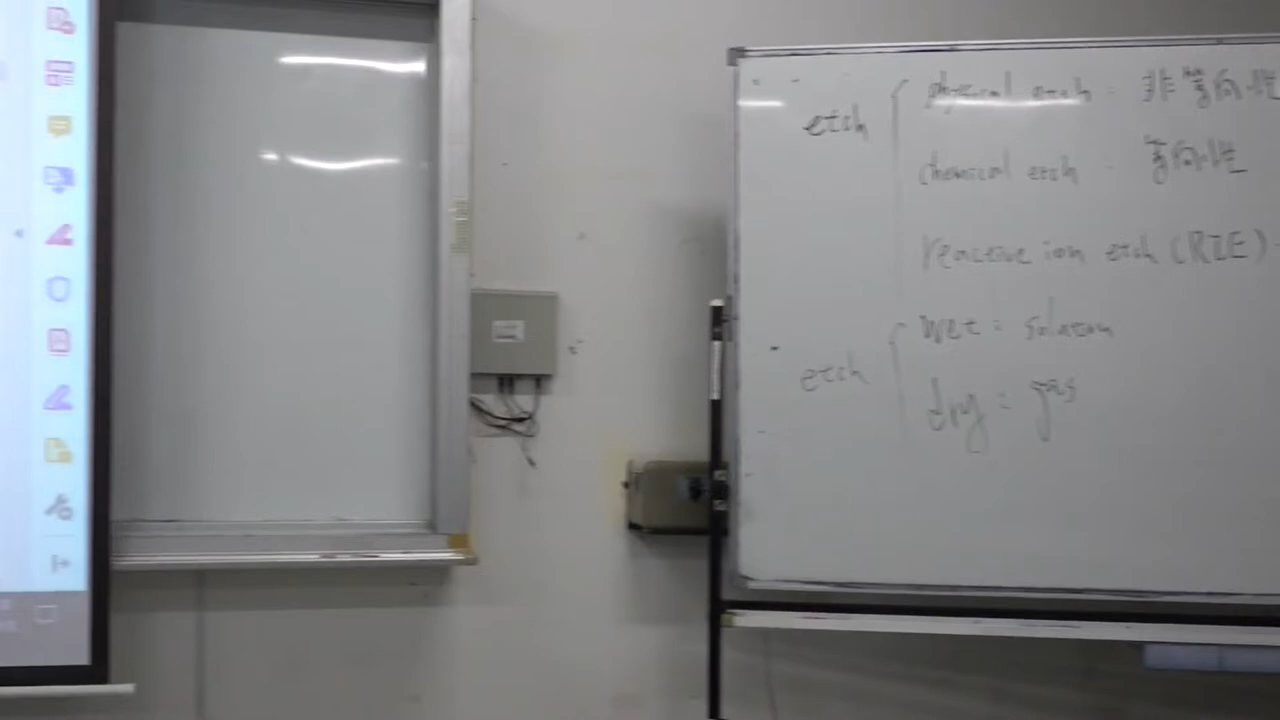 etch
physical etch : 非等向性
chemical etch : 等向性
reactive ion etch (RIE) :
etch
wet : solution
dry : gas